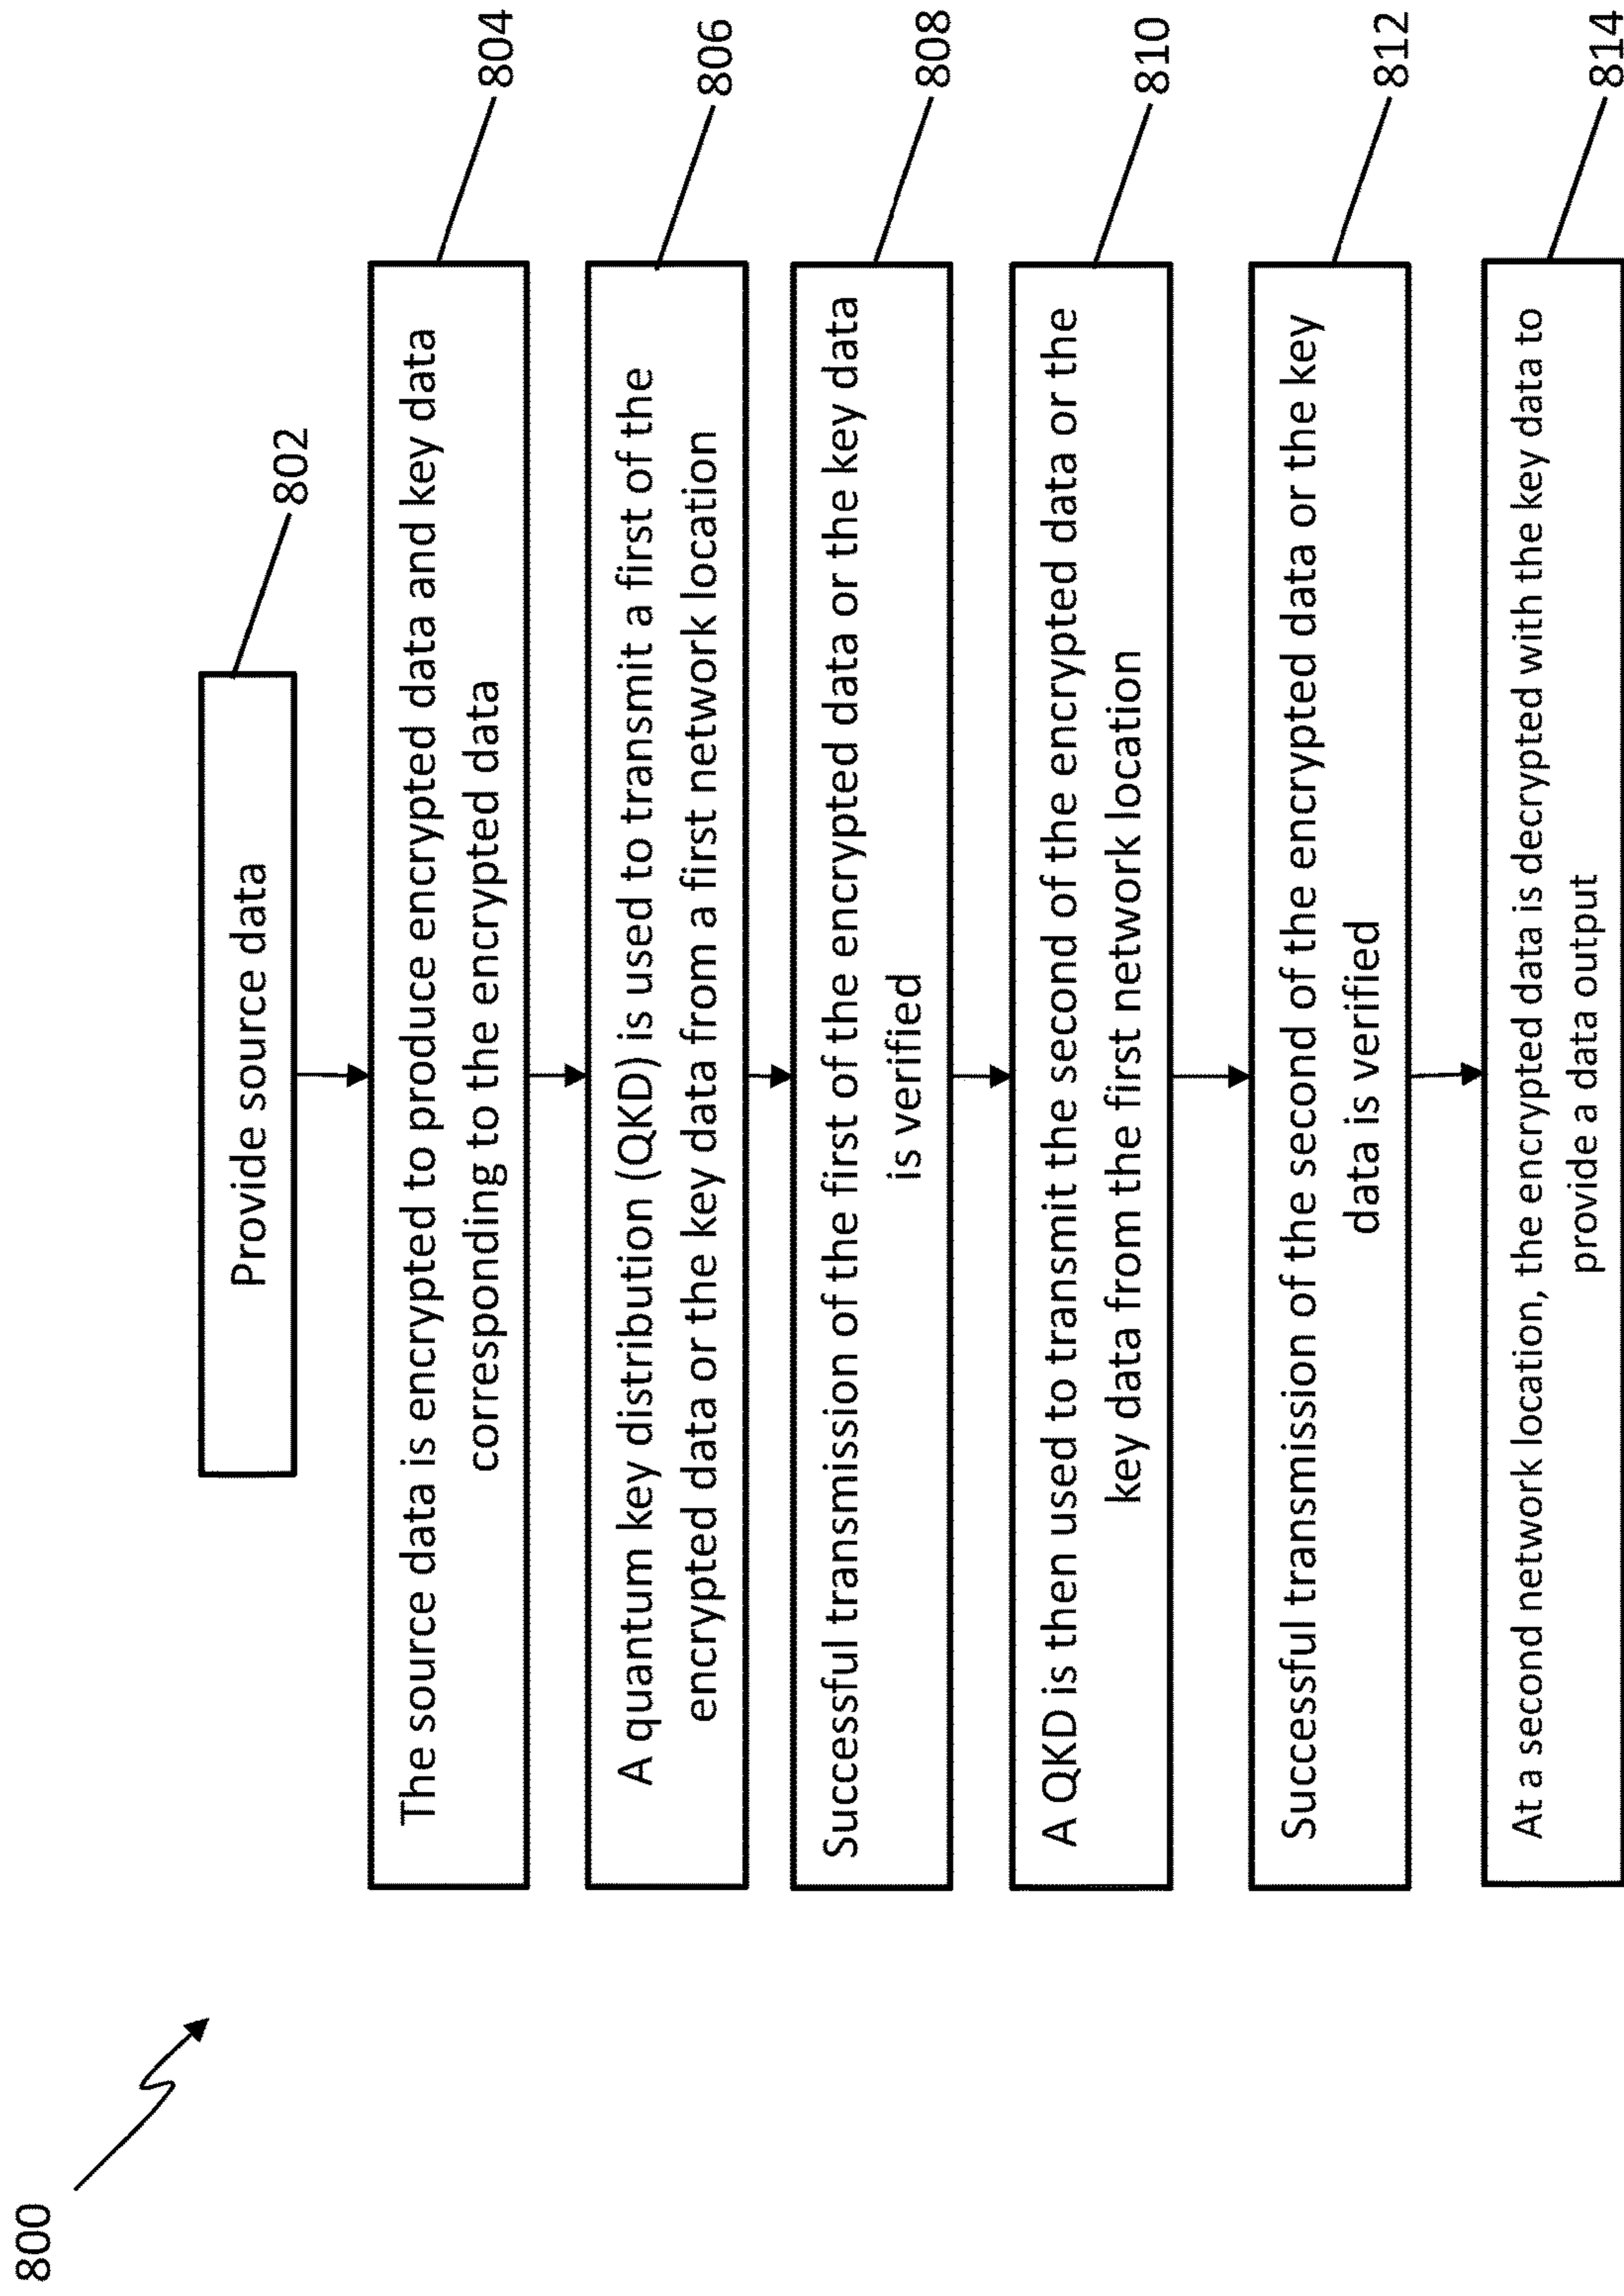 800
Provide source data
802
The source data is encrypted to produce encrypted data and key data
corresponding to the encrypted data
804
A quantum key distribution (QKD) is used to transmit a first of the
encrypted data or the key data from a first network location
806
Successful transmission of the first of the encrypted data or the key data
is verified
808
A QKD is then used to transmit the second of the encrypted data or the
key data from the first network location
810
Successful transmission of the second of the encrypted data or the key
data is verified
812
At a second network location, the encrypted data is decrypted with the key data to
provide a data output
814